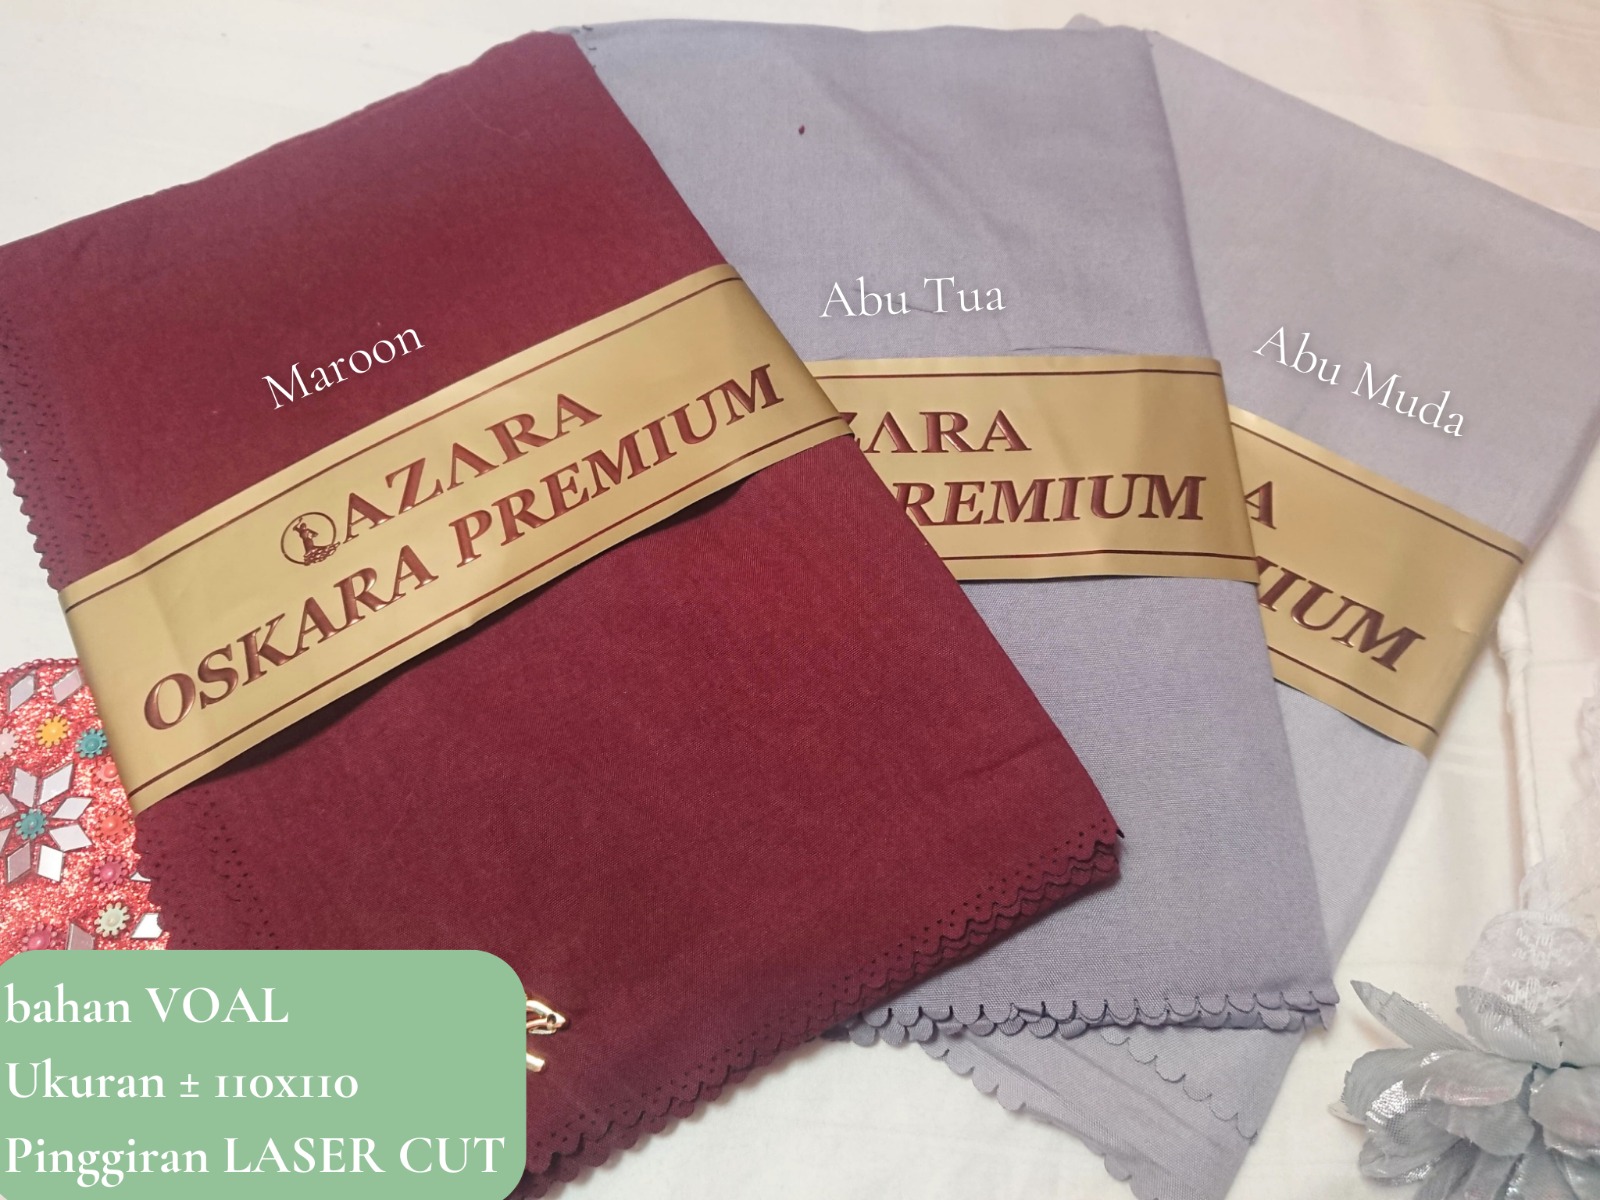 Maroon
Abu Tua
Abu Muda
AZARA
OSKARA PREMIUM
ZARA
REMIUM
A
IUM
bahan VOAL
Ukuran ± 110x110
Pinggiran LASER CUT